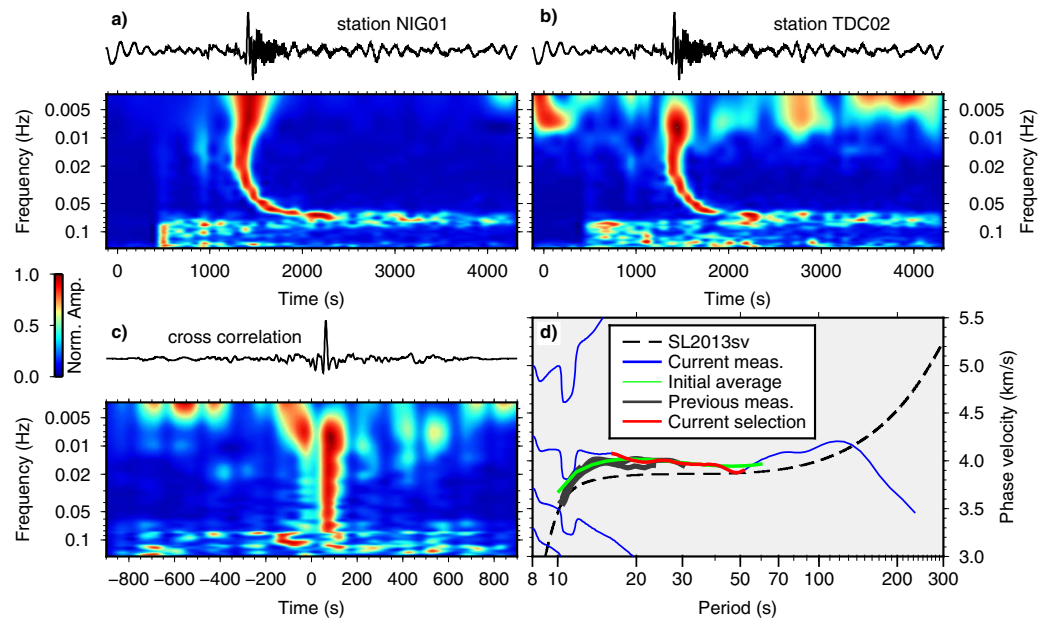 a)
station NIG01
b)
station TDC02
0.005
0.01
0.02
0.05
0.1
Frequency (Hz)
0
1000
2000
3000
4000
Time (s)
0.005
0.01
0.02
0.05
0.1
Frequency (Hz)
0
1000
2000
3000
4000
Time (s)
1.0
0.5
0.0
Norm. Amp.
c)
cross correlation
0.005
0.01
0.02
0.05
0.1
Frequency (Hz)
−800 −600 −400 −200 0 200 400 600 800
Time (s)
d)
SL2013sv
Current meas.
Initial average
Previous meas.
Current selection
5.5
5.0
4.5
4.0
3.5
3.0
Phase velocity (km/s)
8 10 20 30 50 70 100 200 300
Period (s)